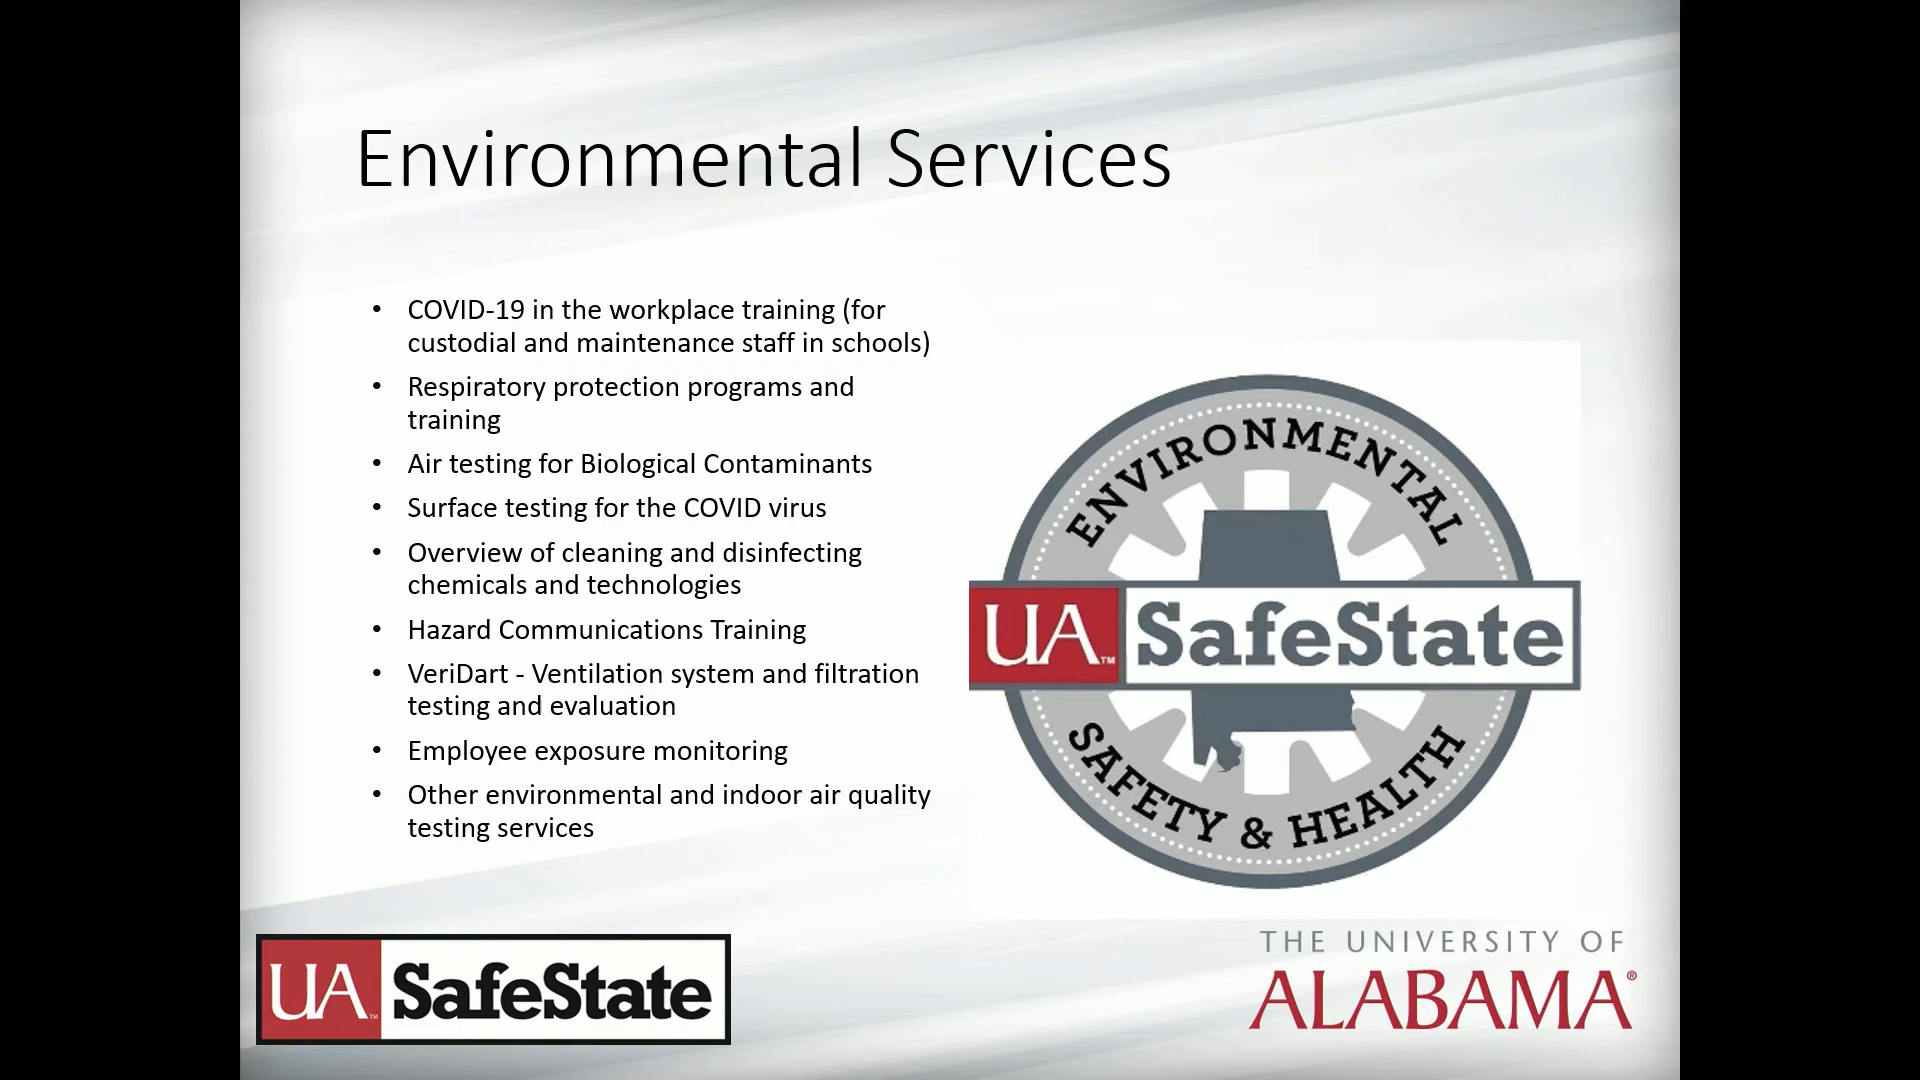 Environmental Services
• COVID-19 in the workplace training (for
custodial and maintenance staff in schools)
• Respiratory protection programs and
training
• Air testing for Biological Contaminants
• Surface testing for the COVID virus
• Overview of cleaning and disinfecting
chemicals and technologies
• Hazard Communications Training
• VeriDart - Ventilation system and filtration
testing and evaluation
• Employee exposure monitoring
• Other environmental and indoor air quality
testing services
ENVIRONMENTAL
UA™ SafeState
SAFETY & HEALTH
UA™ SafeState
THE UNIVERSITY OF
ALABAMA®